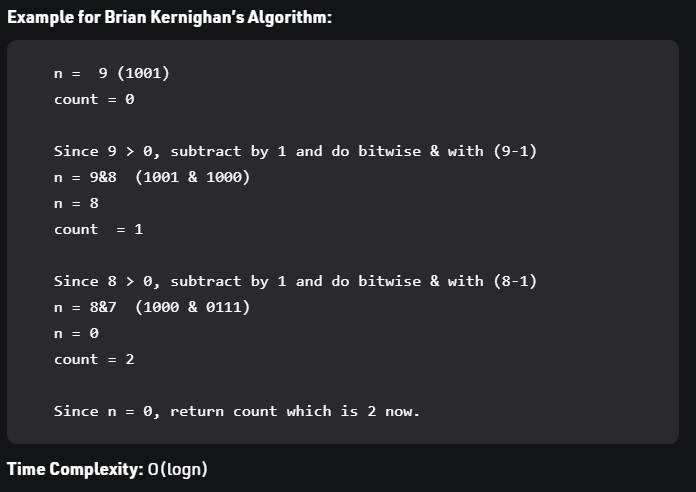 Example for Brian Kernighan's Algorithm:
n =  9 (1001)
count = 0
Since 9 > 0, subtract by 1 and do bitwise & with (9-1)
n = 9&8  (1001 & 1000)
n = 8
count  = 1
Since 8 > 0, subtract by 1 and do bitwise & with (8-1)
n = 8&7  (1000 & 0111)
n = 0
count = 2
Since n = 0, return count which is 2 now.
Time Complexity: O(logn)